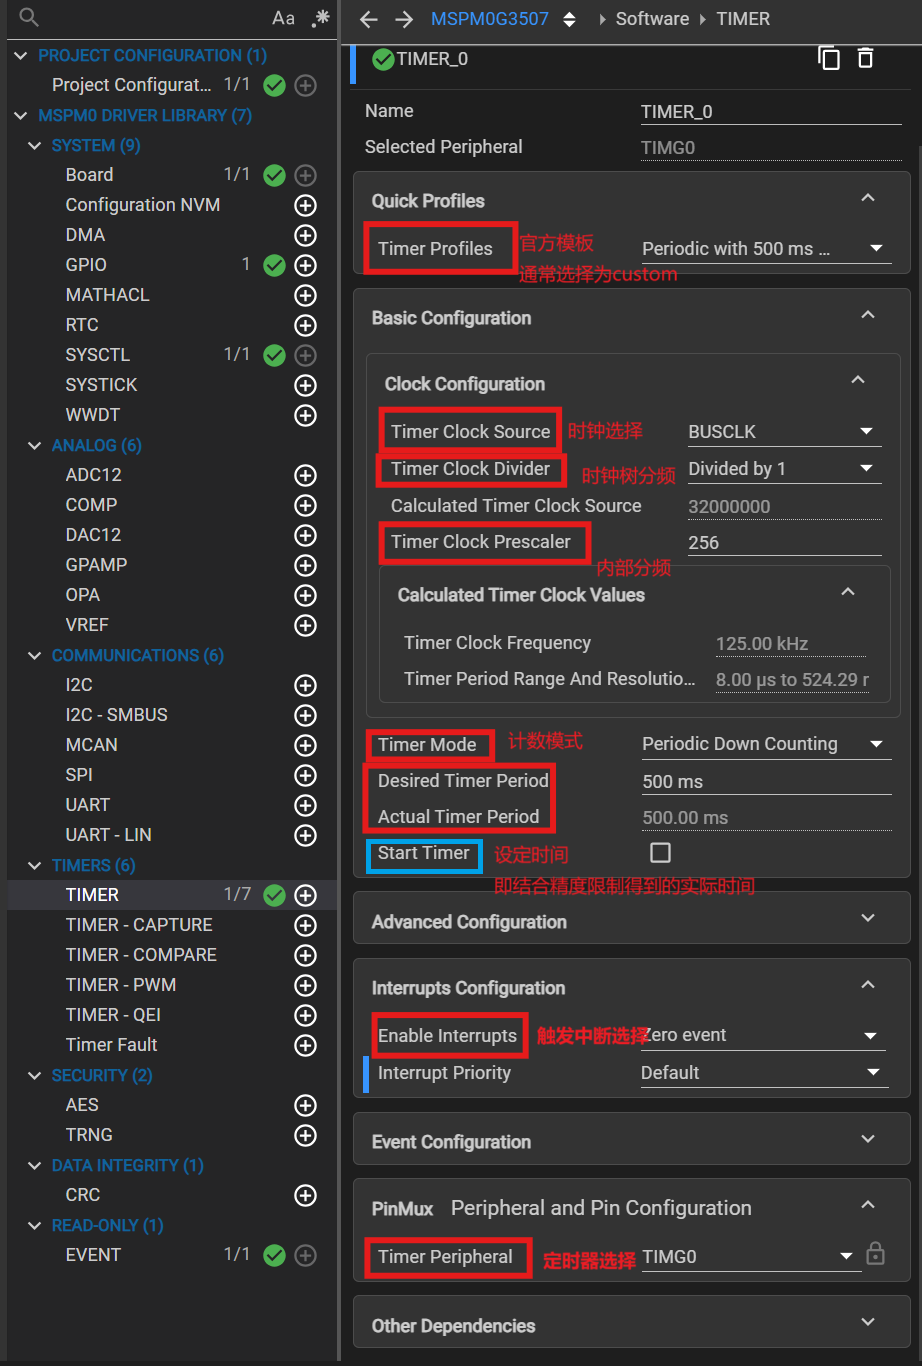 Aa .*
PROJECT CONFIGURATION (1)
Project Configurat... 1/1
MSPM0 DRIVER LIBRARY (7)
SYSTEM (9)
Board 1/1
Configuration NVM
DMA
GPIO 1
MATHACL
RTC
SYSCTL 1/1
SYSTICK
WWDT
ANALOG (6)
ADC12
COMP
DAC12
GPAMP
OPA
VREF
COMMUNICATIONS (6)
I2C
I2C - SMBUS
MCAN
SPI
UART
UART - LIN
TIMERS (6)
TIMER 1/7
TIMER - CAPTURE
TIMER - COMPARE
TIMER - PWM
TIMER - QEI
Timer Fault
SECURITY (2)
AES
TRNG
DATA INTEGRITY (1)
CRC
READ-ONLY (1)
EVENT 1/1
MSPM0G3507 Software TIMER
TIMER_0
Name TIMER_0
Selected Peripheral TIMG0
Quick Profiles
Timer Profiles 官方模板 Periodic with 500 ms ...
通常选择为custom
Basic Configuration
Clock Configuration
Timer Clock Source 时钟选择 BUSCLK
Timer Clock Divider 时钟树分频 Divided by 1
Calculated Timer Clock Source 32000000
Timer Clock Prescaler 256
内部分频
Calculated Timer Clock Values
Timer Clock Frequency 125.00 kHz
Timer Period Range And Resolutio... 8.00 µs to 524.29 r
Timer Mode 计数模式 Periodic Down Counting
Desired Timer Period 500 ms
Actual Timer Period 500.00 ms
Start Timer 设定时间
即结合精度限制得到的实际时间
Advanced Configuration
Interrupts Configuration
Enable Interrupts 触发中断选择 Zero event
Interrupt Priority Default
Event Configuration
PinMux Peripheral and Pin Configuration
Timer Peripheral 定时器选择 TIMG0
Other Dependencies